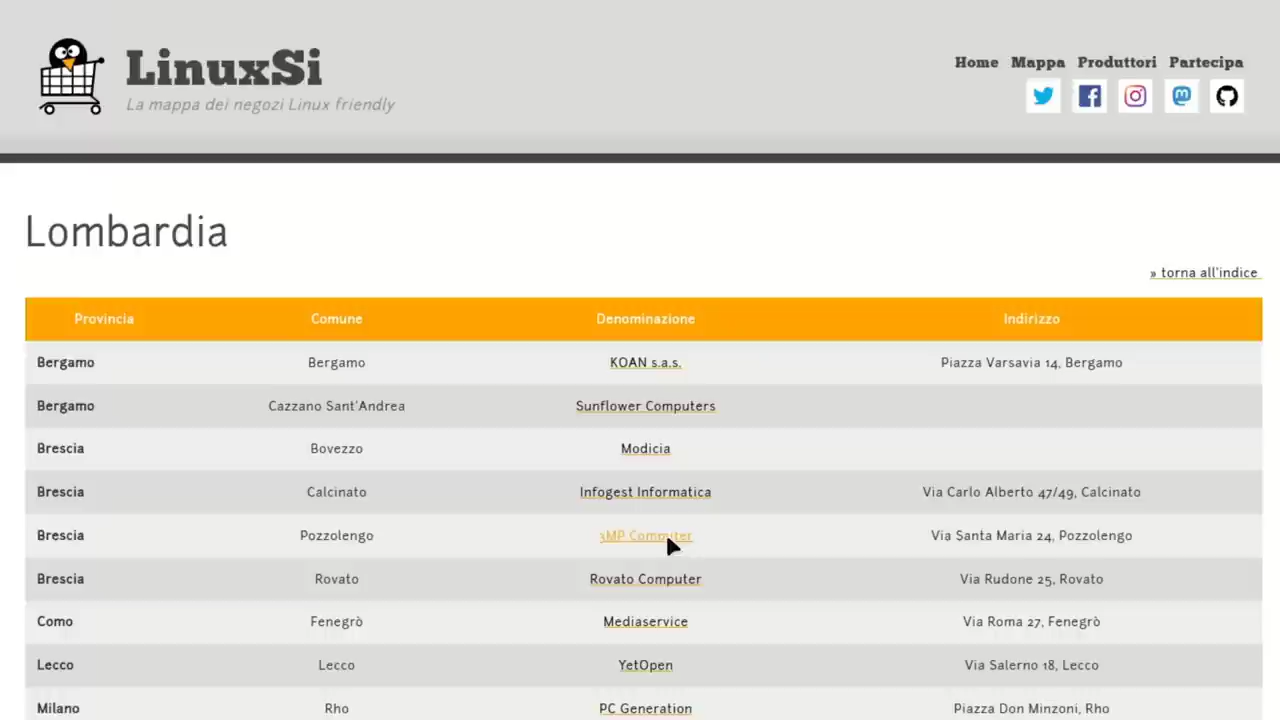 LinuxSi
La mappa dei negozi Linux friendly
Home Mappa Produttori Partecipa
Lombardia
» torna all'indice
Provincia Comune Denominazione Indirizzo
Bergamo Bergamo KOAN s.a.s. Piazza Varsavia 14, Bergamo
Bergamo Cazzano Sant'Andrea Sunflower Computers
Brescia Bovezzo Modicia
Brescia Calcinato Infogest Informatica Via Carlo Alberto 47/49, Calcinato
Brescia Pozzolengo Computer Via Santa Maria 24, Pozzolengo
Brescia Rovato Rovato Computer Via Rudone 25, Rovato
Como Fenegrò Mediaservice Via Roma 27, Fenegrò
Lecco Lecco YetOpen Via Salerno 18, Lecco
Milano Rho PC Generation Piazza Don Minzoni, Rho